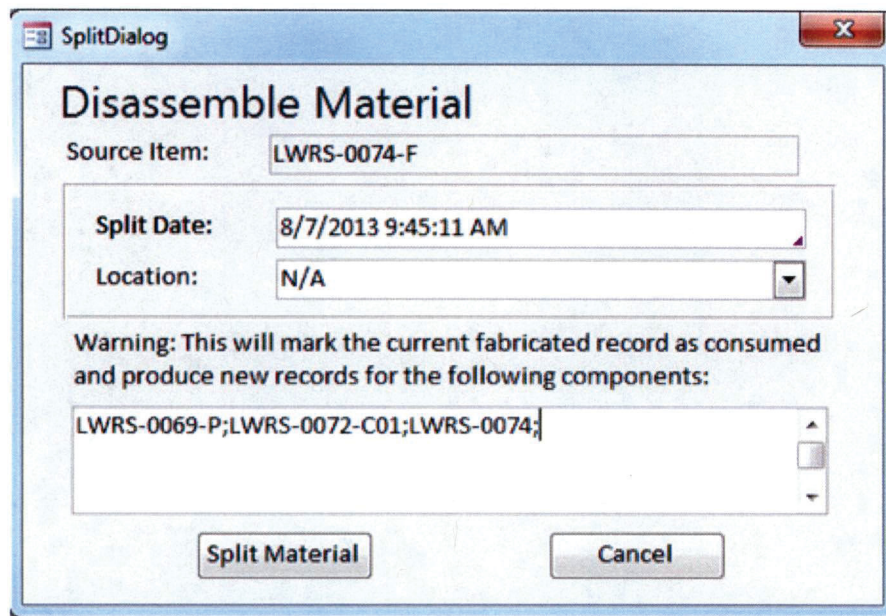 SplitDialog
Disassemble Material
Source Item: LWRS-0074-F
Split Date: 8/7/2013 9:45:11 AM
Location: N/A
Warning: This will mark the current fabricated record as consumed
and produce new records for the following components:
LWRS-0069-P;LWRS-0072-C01;LWRS-0074;
Split Material Cancel